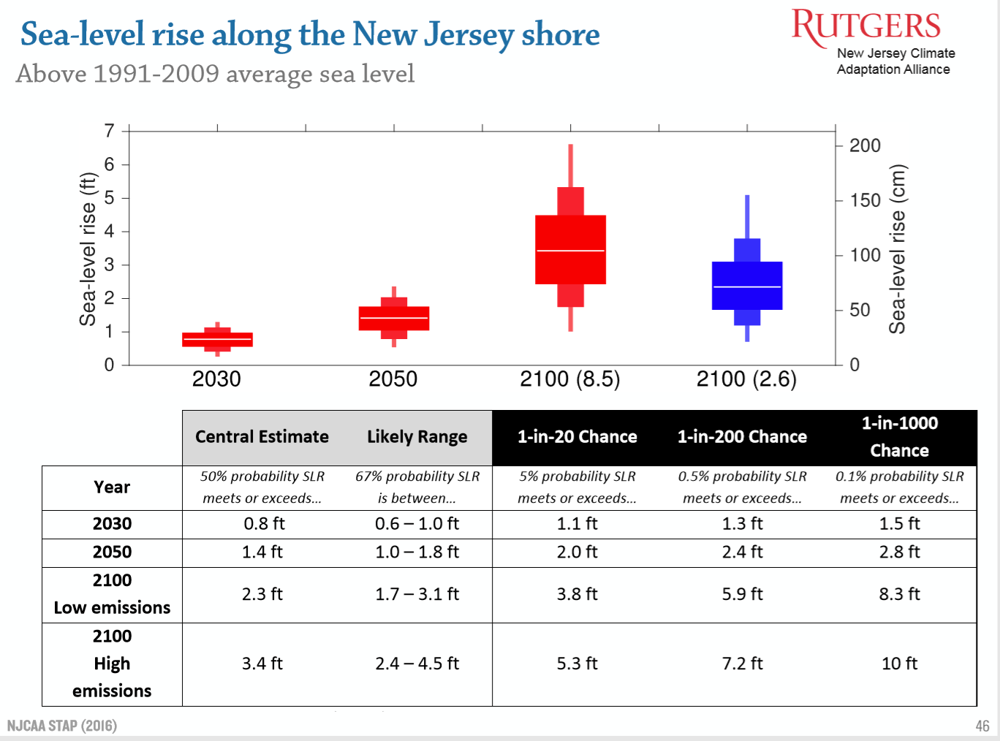 Sea-level rise along the New Jersey shore
Above 1991-2009 average sea level
RUTGERS
New Jersey Climate
Adaptation Alliance
7
6
5
4
3
2
1
0
Sea-level rise (ft)
200
150
100
50
0
Sea-level rise (cm)
2030 2050 2100 (8.5) 2100 (2.6)
Central Estimate Likely Range 1-in-20 Chance 1-in-200 Chance 1-in-1000
Chance
Year 50% probability SLR 67% probability SLR 5% probability SLR 0.5% probability SLR 0.1% probability SLR
meets or exceeds... is between... meets or exceeds... meets or exceeds... meets or exceeds...
2030 0.8 ft 0.6 – 1.0 ft 1.1 ft 1.3 ft 1.5 ft
2050 1.4 ft 1.0 – 1.8 ft 2.0 ft 2.4 ft 2.8 ft
2100
Low emissions 2.3 ft 1.7 – 3.1 ft 3.8 ft 5.9 ft 8.3 ft
2100
High
emissions 3.4 ft 2.4 – 4.5 ft 5.3 ft 7.2 ft 10 ft
NJCAA STAP (2016)
46